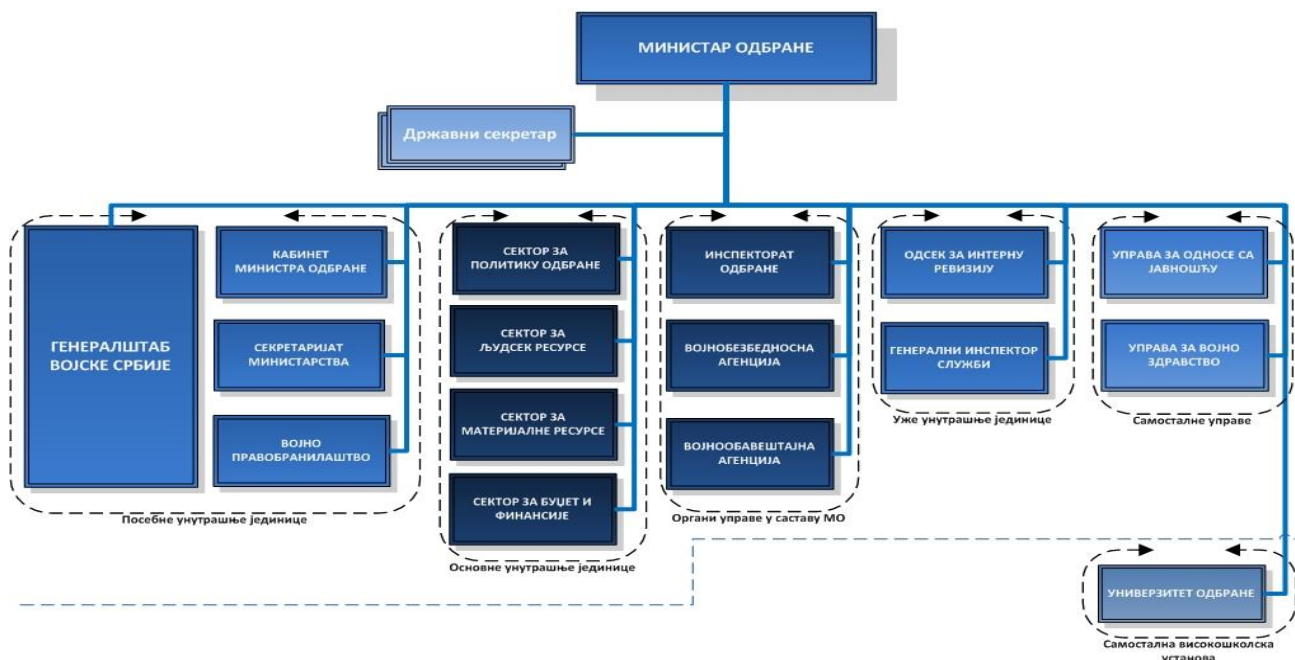 МИНИСТАР ОДБРАНЕ
Државни секретар
ГЕНЕРАЛШТАБ
ВОЈСКЕ СРБИЈЕ
КАБИНЕТ
МИНИСТРА ОДБРАНЕ
СЕКРЕТАРИЈАТ
МИНИСТАРСТВА
ВОЈНО
ПРАВОБРАНИЛАШТВО
Посебне унутрашње јединице
СЕКТОР ЗА
ПОЛИТИКУ ОДБРАНЕ
СЕКТОР ЗА
ЉУДСЕК РЕСУРСЕ
СЕКТОР ЗА
МАТЕРИЈАЛНЕ РЕСУРСЕ
СЕКТОР ЗА БУЏЕТ И
ФИНАНСИЈЕ
Основне унутрашње јединице
ИНСПЕКТОРАТ
ОДБРАНЕ
ВОЈНОБЕЗБЕДНОСНА
АГЕНЦИЈА
ВОЈНООБАВЕШТАЈНА
АГЕНЦИЈА
Органи управе у саставу МО
ОДСЕК ЗА ИНТЕРНУ
РЕВИЗИЈУ
ГЕНЕРАЛНИ ИНСПЕКТОР
СЛУЖБИ
Уже унутрашње јединице
УПРАВА ЗА ОДНОСЕ СА
ЈАВНОШЋУ
УПРАВА ЗА ВОЈНО
ЗДРАВСТВО
Самосталне управе
УНИВЕРЗИТЕТ ОДБРАНЕ
Самостална високошколска
установа